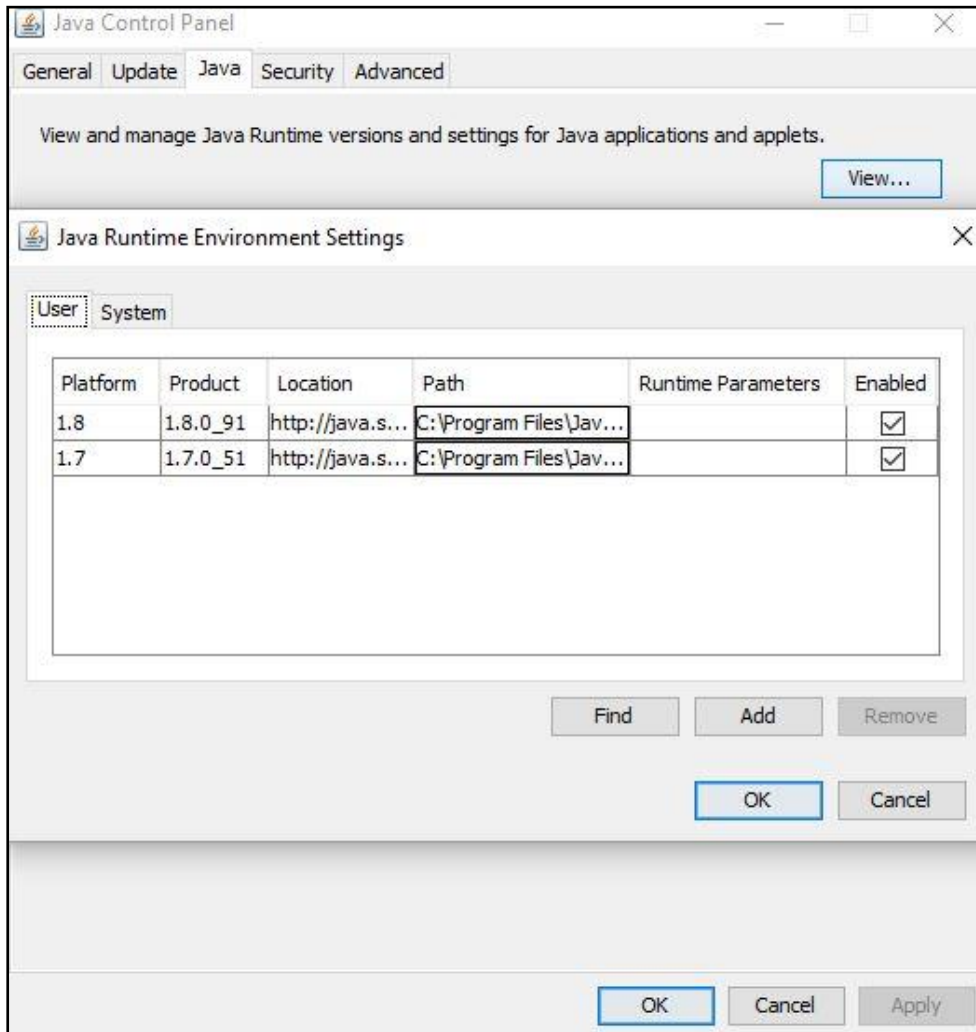 Java Control Panel
General Update Java Security Advanced
View and manage Java Runtime versions and settings for Java applications and applets.
View...
Java Runtime Environment Settings
User System
Platform Product Location Path Runtime Parameters Enabled
1.8 1.8.0_91 http://java.s... C:\Program Files\Jav...
1.7 1.7.0_51 http://java.s... C:\Program Files\Jav...
Find Add Remove
OK Cancel
OK Cancel Apply